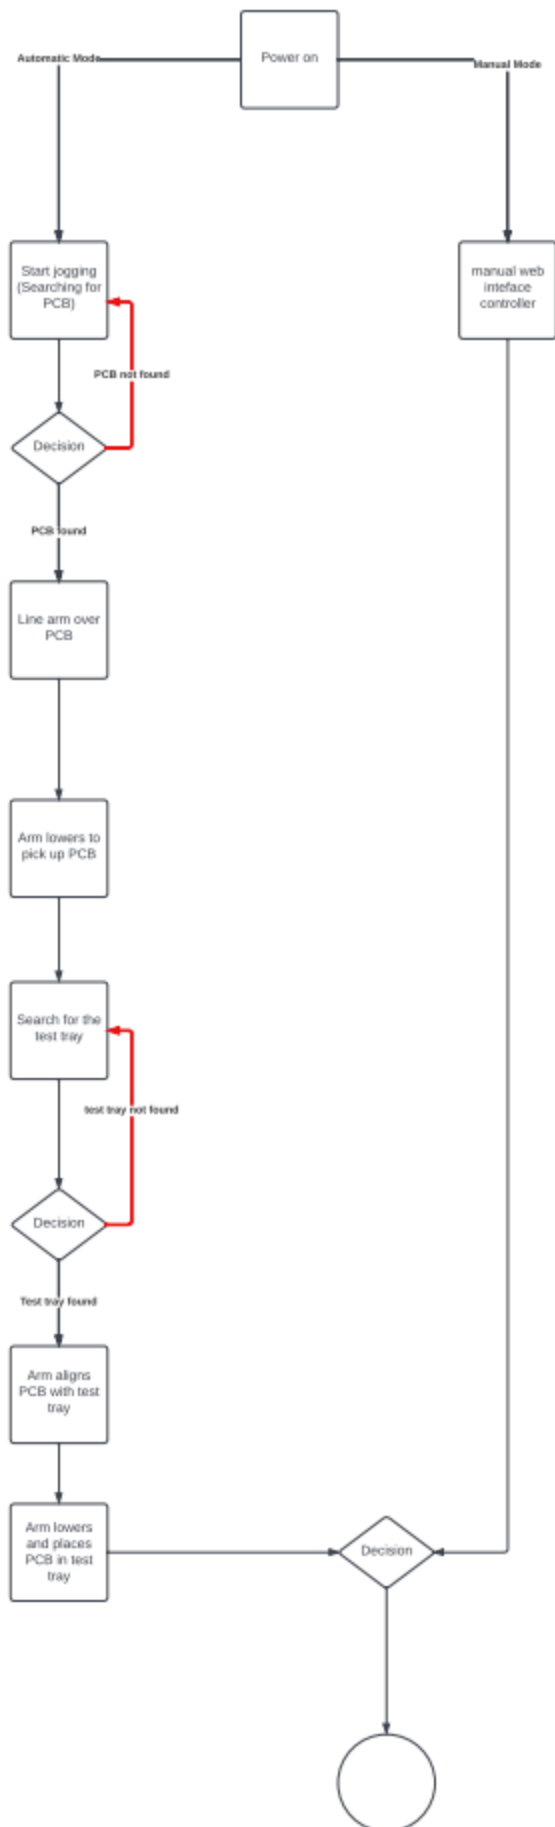 Power on
Automatic Mode
Manual Mode
Start jogging
(Searching for
PCB)
manual web
inteface
controller
PCB not found
Decision
PCB found
Line arm over
PCB
Arm lowers to
pick up PCB
Search for the
test tray
test tray not found
Decision
Test tray found
Arm aligns
PCB with test
tray
Arm lowers
and places
PCB in test
tray
Decision